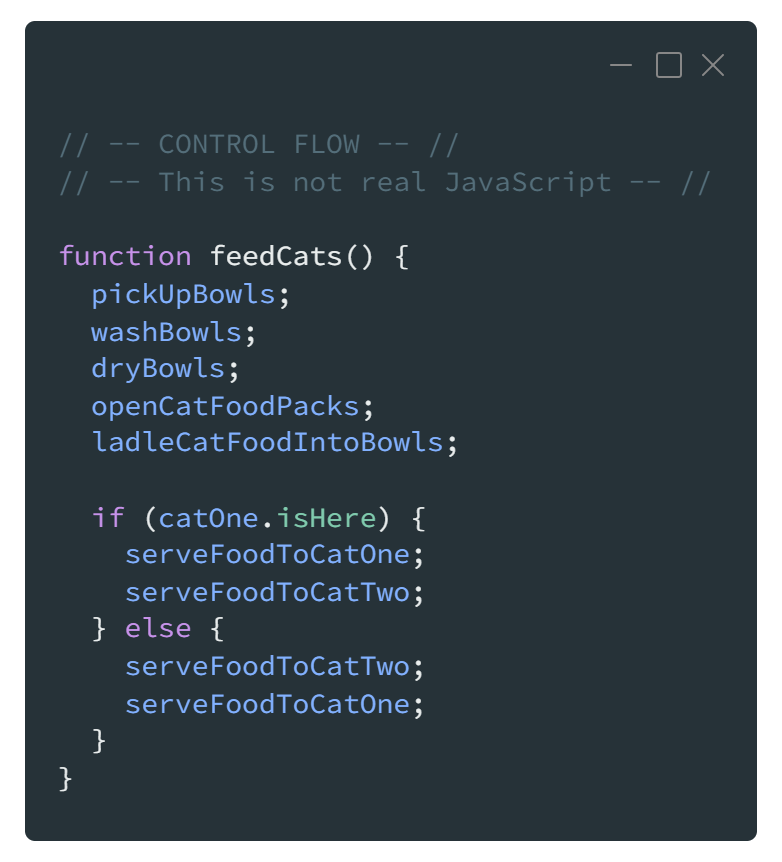 // -- CONTROL FLOW -- //
// -- This is not real JavaScript -- //

function feedCats() {
  pickUpBowls;
  washBowls;
  dryBowls;
  openCatFoodPacks;
  ladleCatFoodIntoBowls;

  if (catOne.isHere) {
    serveFoodToCatOne;
    serveFoodToCatTwo;
  } else {
    serveFoodToCatTwo;
    serveFoodToCatOne;
  }
}